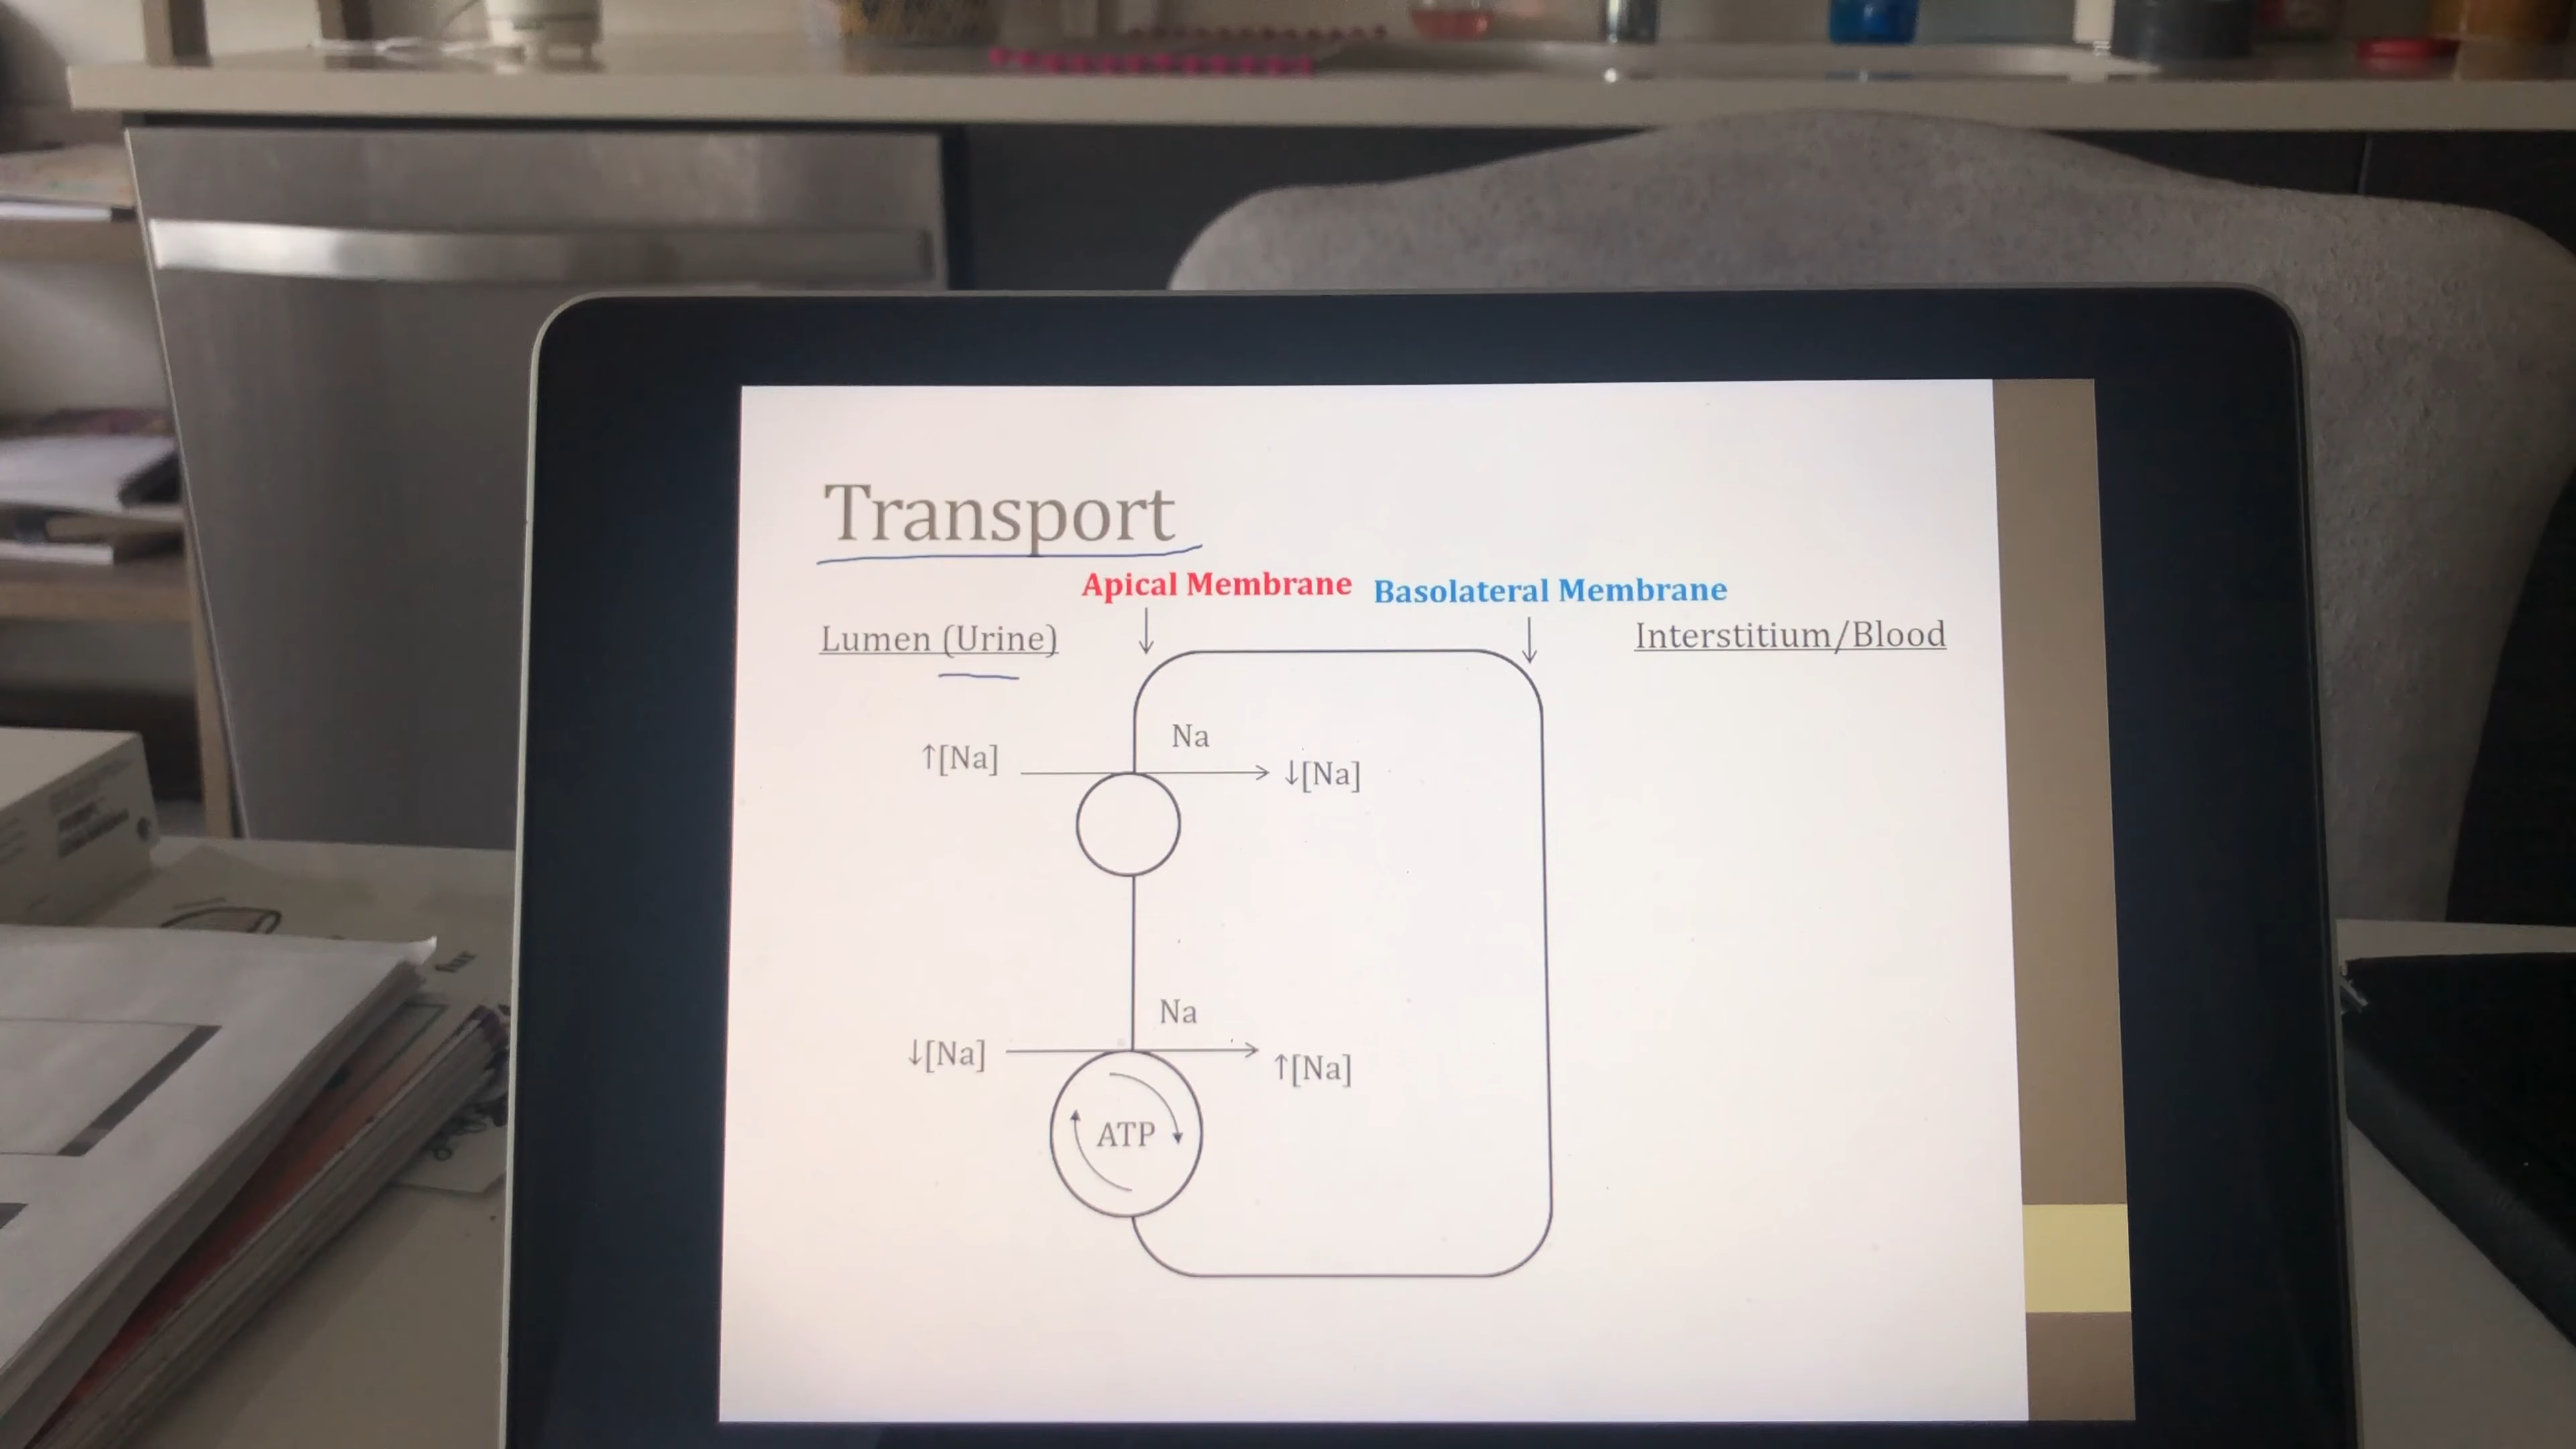 Transport
Apical Membrane
Basolateral Membrane
Lumen (Urine)
Interstitium/Blood
Na
↑[Na]
↓[Na]
Na
↓[Na]
↑[Na]
ATP